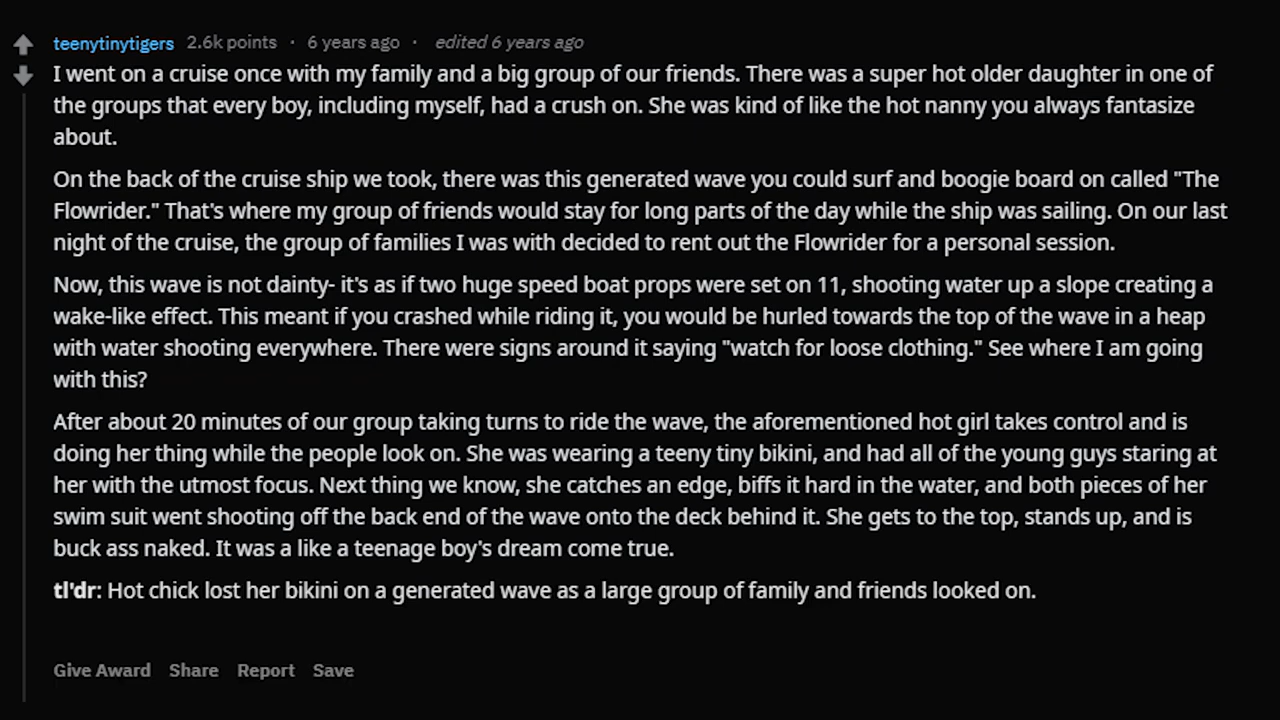 teenytinytigers 2.6k points · 6 years ago · edited 6 years ago
I went on a cruise once with my family and a big group of our friends. There was a super hot older daughter in one of
the groups that every boy, including myself, had a crush on. She was kind of like the hot nanny you always fantasize
about.
On the back of the cruise ship we took, there was this generated wave you could surf and boogie board on called "The
Flowrider." That's where my group of friends would stay for long parts of the day while the ship was sailing. On our last
night of the cruise, the group of families I was with decided to rent out the Flowrider for a personal session.
Now, this wave is not dainty- it's as if two huge speed boat props were set on 11, shooting water up a slope creating a
wake-like effect. This meant if you crashed while riding it, you would be hurled towards the top of the wave in a heap
with water shooting everywhere. There were signs around it saying "watch for loose clothing." See where I am going
with this?
After about 20 minutes of our group taking turns to ride the wave, the aforementioned hot girl takes control and is
doing her thing while the people look on. She was wearing a teeny tiny bikini, and had all of the young guys staring at
her with the utmost focus. Next thing we know, she catches an edge, biffs it hard in the water, and both pieces of her
swim suit went shooting off the back end of the wave onto the deck behind it. She gets to the top, stands up, and is
buck ass naked. It was a like a teenage boy's dream come true.
tl'dr: Hot chick lost her bikini on a generated wave as a large group of family and friends looked on.
Give Award Share Report Save